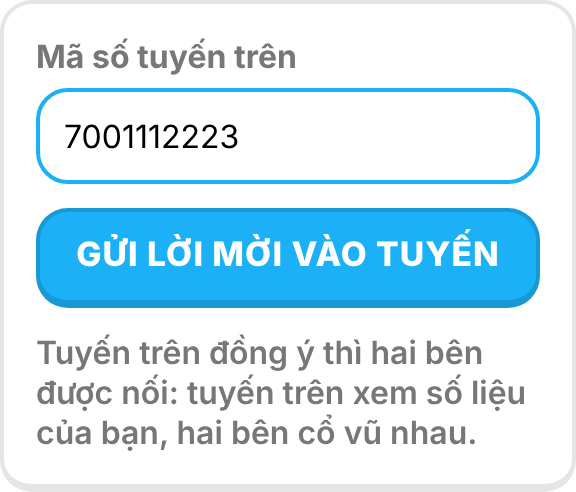 Mã số tuyến trên
7001112223
GỬI LỜI MỜI VÀO TUYẾN
Tuyến trên đồng ý thì hai bên
được nối: tuyến trên xem số liệu
của bạn, hai bên cổ vũ nhau.